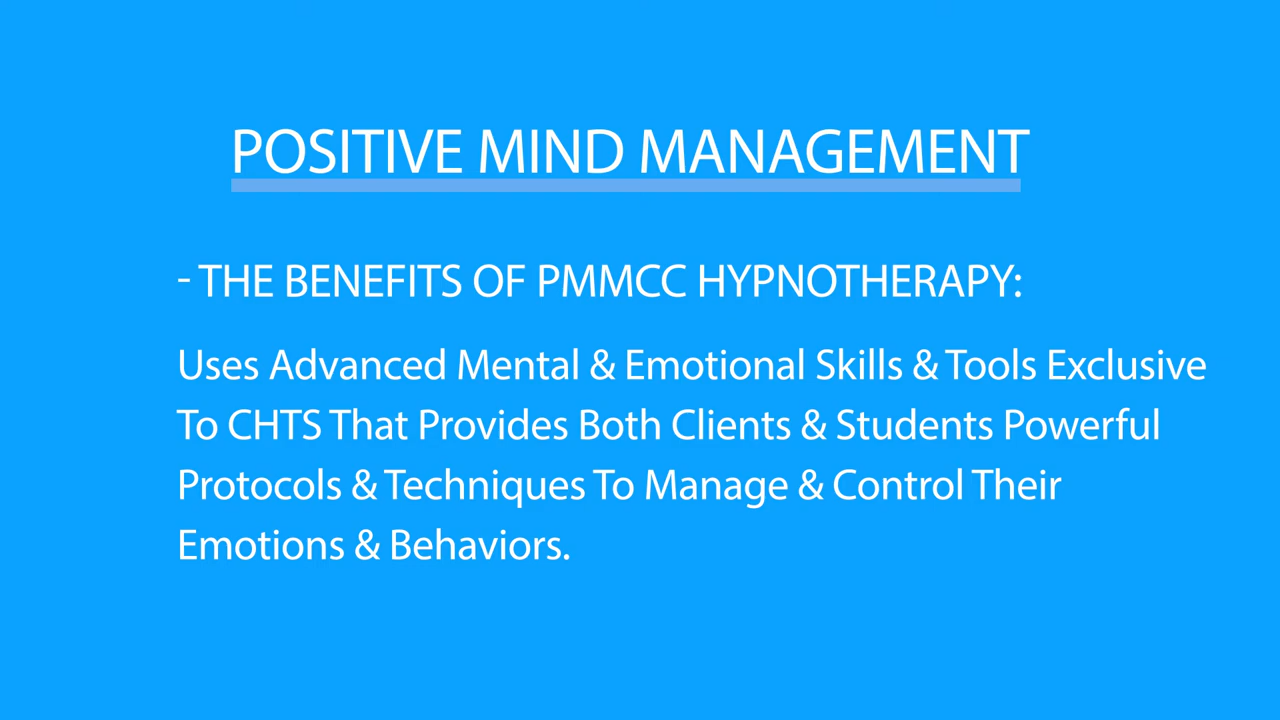 POSITIVE MIND MANAGEMENT
- THE BENEFITS OF PMMCC HYPNOTHERAPY:
Uses Advanced Mental & Emotional Skills & Tools Exclusive
To CHTS That Provides Both Clients & Students Powerful
Protocols & Techniques To Manage & Control Their
Emotions & Behaviors.